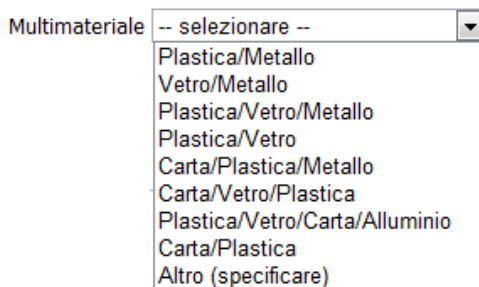 Multimateriale -- selezionare --
Plastica/Metallo
Vetro/Metallo
Plastica/Vetro/Metallo
Plastica/Vetro
Carta/Plastica/Metallo
Carta/Vetro/Plastica
Plastica/Vetro/Carta/Alluminio
Carta/Plastica
Altro (specificare)